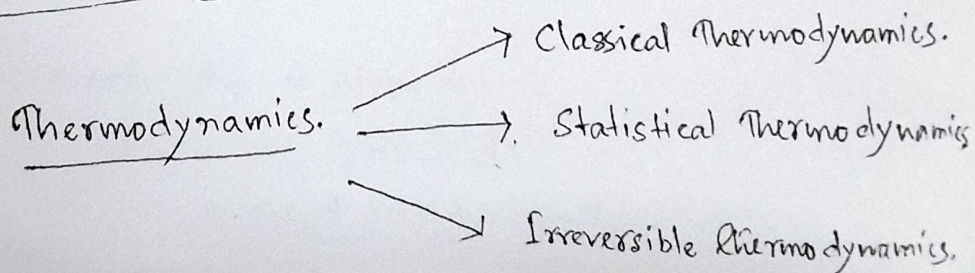 Classical Thermodynamics.
Thermodynamics.
Statistical Thermodynamics
Irreversible thermodynamics.